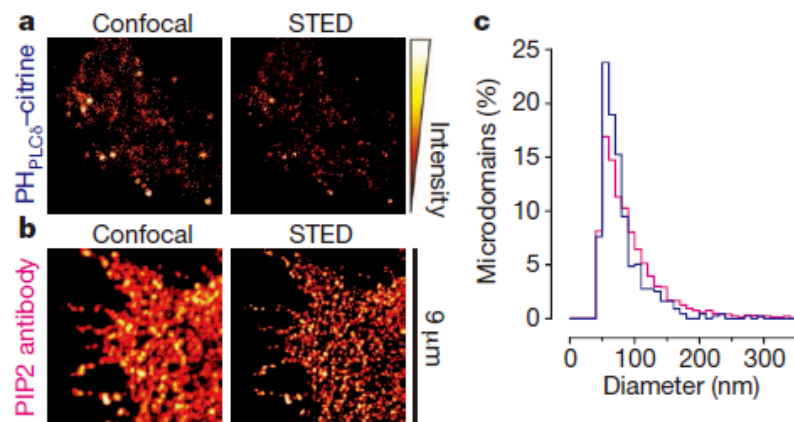 a
Confocal
STED
PH_PLCδ–citrine
Intensity
b
Confocal
STED
PIP2 antibody
9 μm
c
Microdomains (%)
25
20
15
10
5
0
0 100 200 300
Diameter (nm)